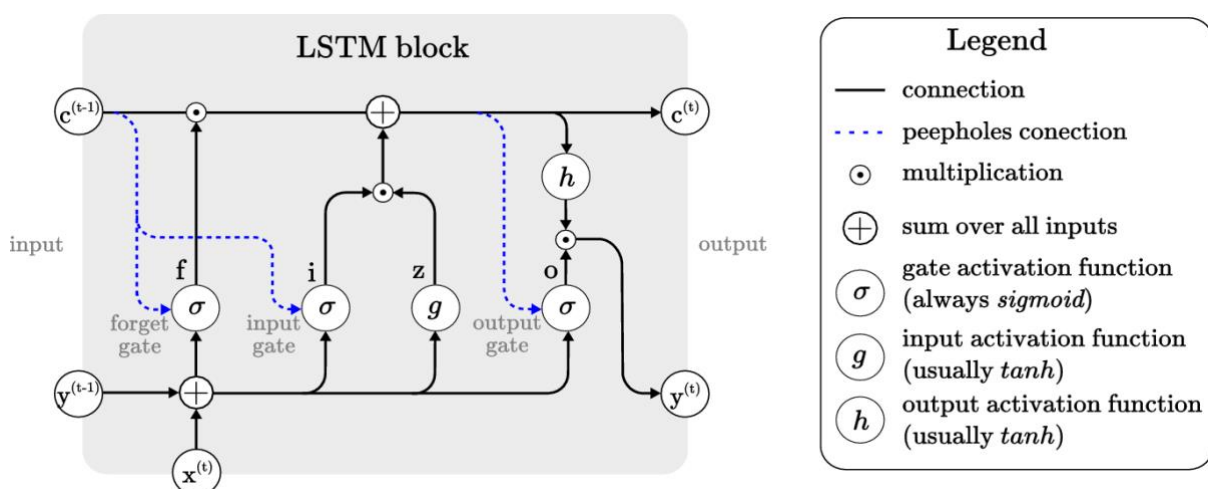 LSTM block
c^(t-1)
c^(t)
h
input
output
f
i
z
o
σ
σ
g
σ
forget
gate
input
gate
output
gate
y^(t-1)
y^(t)
x^(t)
Legend
connection
peepholes conection
multiplication
sum over all inputs
σ
gate activation function
(always sigmoid)
g
input activation function
(usually tanh)
h
output activation function
(usually tanh)